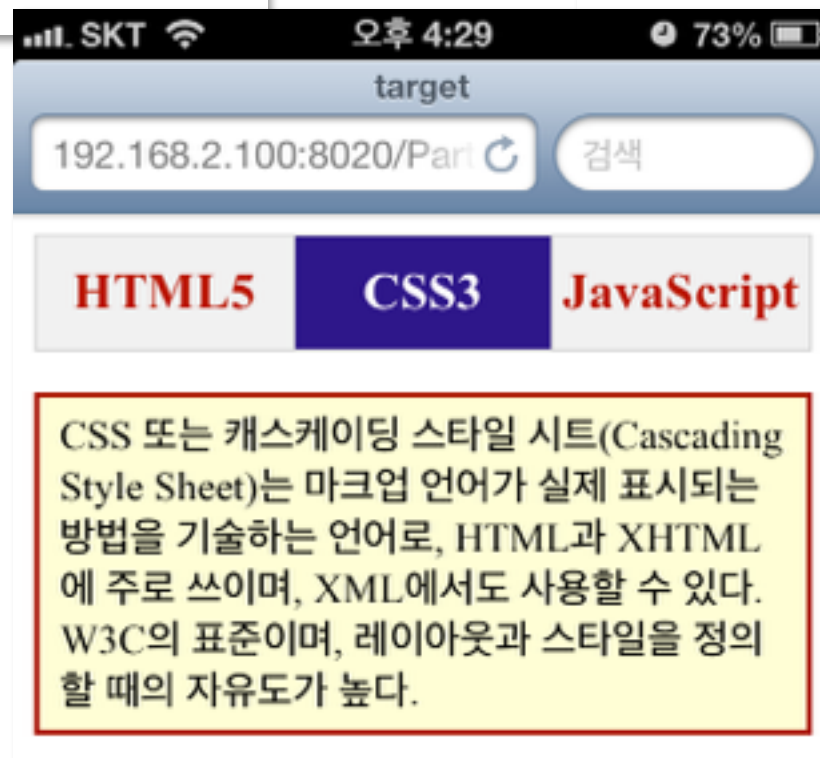 SKT 오후 4:29 73%
target
192.168.2.100:8020/Part 검색
HTML5 CSS3 JavaScript
CSS 또는 캐스케이딩 스타일 시트(Cascading
Style Sheet)는 마크업 언어가 실제 표시되는
방법을 기술하는 언어로, HTML과 XHTML
에 주로 쓰이며, XML에서도 사용할 수 있다.
W3C의 표준이며, 레이아웃과 스타일을 정의
할 때의 자유도가 높다.